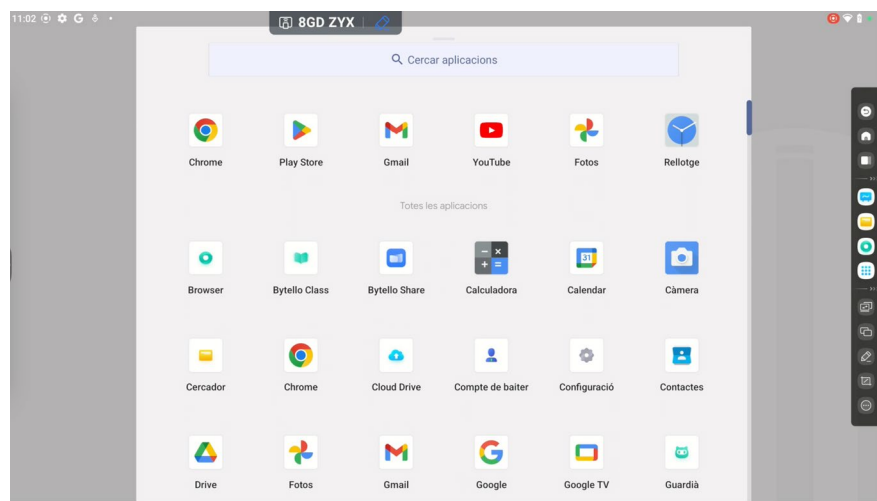 11:02 G
8GD ZYX
Cercar aplicacions
Chrome Play Store Gmail YouTube Fotos Rellotge
Totes les aplicacions
31
Browser Bytello Class Bytello Share Calculadora Calendar Càmera
Cercador Chrome Cloud Drive Compte de baiter Configuració Contactes
Drive Fotos Gmail Google Google TV Guardià